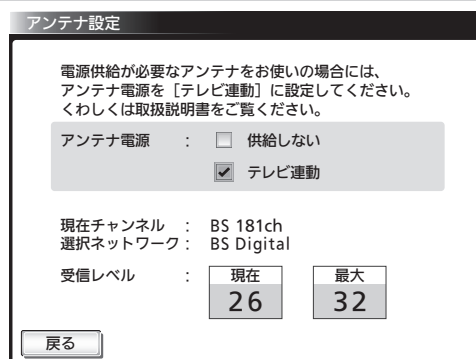 アンテナ設定
電源供給が必要なアンテナをお使いの場合には、
アンテナ電源を［テレビ連動］に設定してください。
くわしくは取扱説明書をご覧ください。
アンテナ電源 : 供給しない
テレビ連動
現在チャンネル : BS 181ch
選択ネットワーク : BS Digital
受信レベル : 現在 最大
26 32
戻る